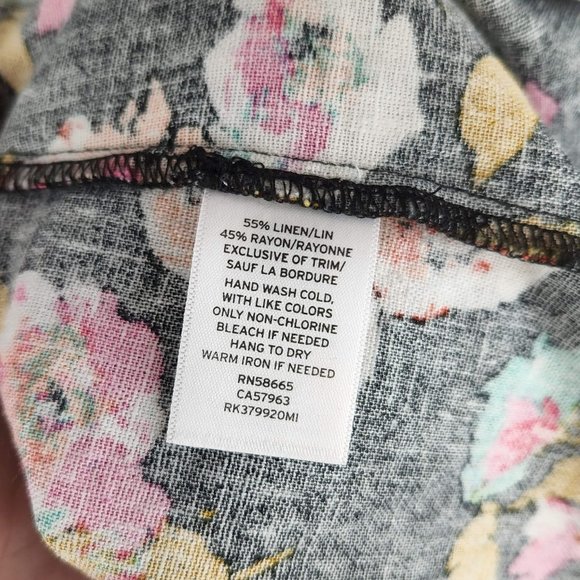 55% LINEN/LIN
45% RAYON/RAYONNE
EXCLUSIVE OF TRIM/
SAUF LA BORDURE
HAND WASH COLD,
WITH LIKE COLORS
ONLY NON-CHLORINE
BLEACH IF NEEDED
HANG TO DRY
WARM IRON IF NEEDED
RN58665
CA57963
RK379920MI